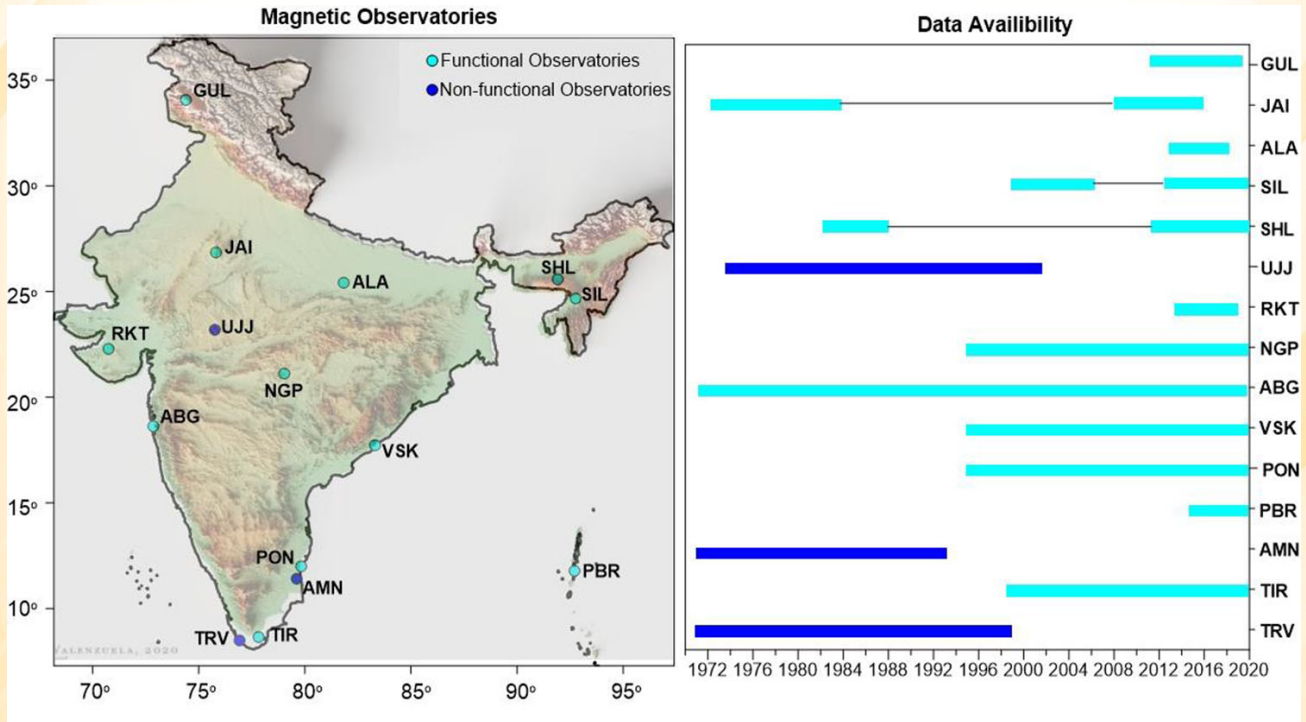 Magnetic Observatories
Functional Observatories
Non-functional Observatories
35°
30°
25°
20°
15°
10°
GUL
JAI
ALA
SHL
SIL
UJJ
RKT
NGP
ABG
VSK
PON
AMN
PBR
TRV
TIR
VALENZUELA, 2020
70°
75°
80°
85°
90°
95°
Data Availibility
GUL
JAI
ALA
SIL
SHL
UJJ
RKT
NGP
ABG
VSK
PON
PBR
AMN
TIR
TRV
1972 1976 1980 1984 1988 1992 1996 2000 2004 2008 2012 2016 2020